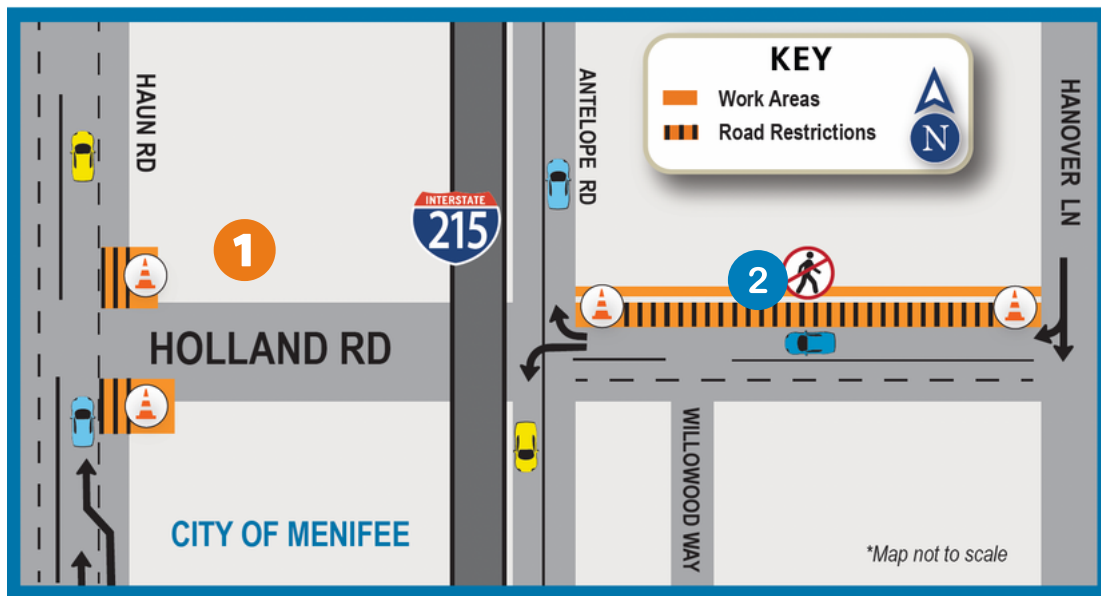 KEY
Work Areas
Road Restrictions
N
HAUN RD
ANTELOPE RD
HANOVER LN
INTERSTATE
215
1
2
HOLLAND RD
WILLOWOOD WAY
CITY OF MENIFEE
*Map not to scale